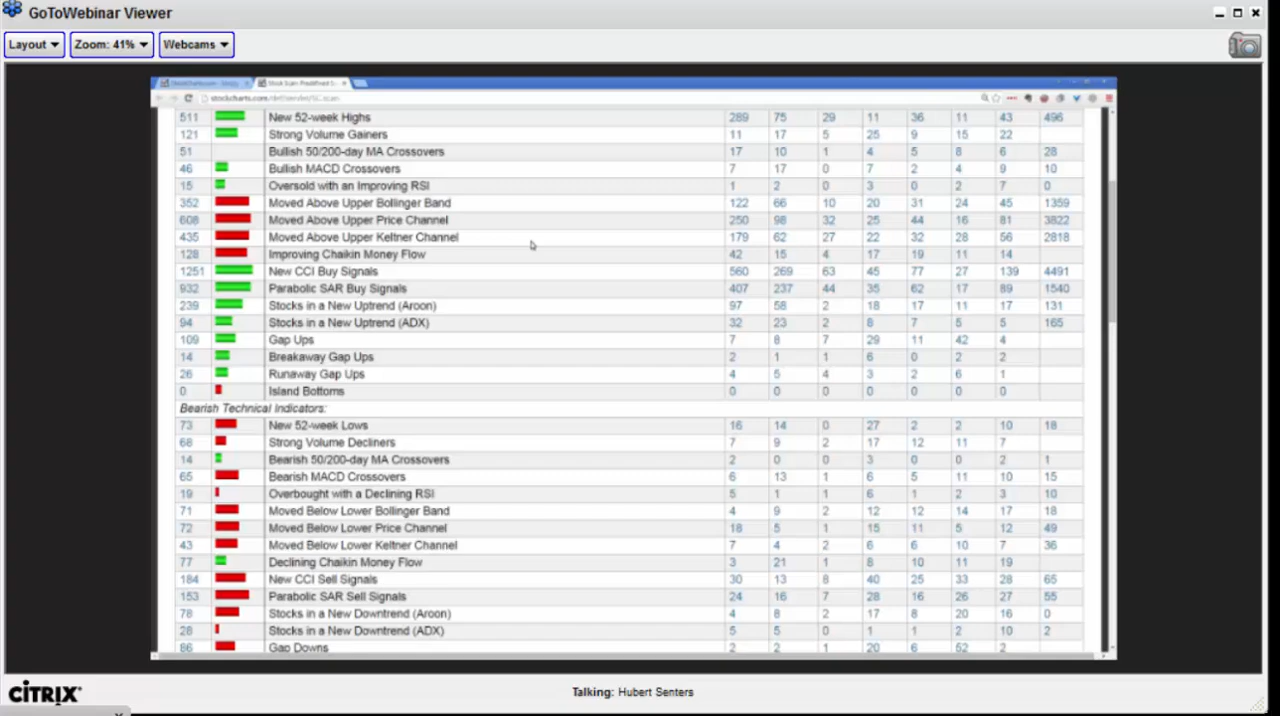 GoToWebinar Viewer
Layout Zoom: 41% Webcams
511 New 52-week Highs 289 75 29 11 36 11 43 496
121 Strong Volume Gainers 11 17 5 25 9 15 22
51 Bullish 50/200-day MA Crossovers 17 10 1 4 5 8 6 28
46 Bullish MACD Crossovers 7 17 0 7 2 4 9 10
15 Oversold with an Improving RSI 1 2 0 3 0 2 7 0
352 Moved Above Upper Bollinger Band 122 66 10 20 31 24 45 1359
608 Moved Above Upper Price Channel 250 98 32 25 44 16 81 3822
435 Moved Above Upper Keltner Channel 179 62 27 22 32 28 56 2818
128 Improving Chaikin Money Flow 42 15 4 17 19 11 14
1251 New CCI Buy Signals 560 269 63 45 77 27 139 4491
932 Parabolic SAR Buy Signals 407 237 44 35 62 17 89 1540
239 Stocks in a New Uptrend (Aroon) 97 58 2 18 17 11 17 131
94 Stocks in a New Uptrend (ADX) 32 23 2 8 7 5 5 165
109 Gap Ups 7 8 7 29 11 42 4
14 Breakaway Gap Ups 2 1 1 6 0 2 2
26 Runaway Gap Ups 4 5 4 3 2 6 1
0 Island Bottoms 0 0 0 0 0 0 0
Bearish Technical Indicators:
73 New 52-week Lows 16 14 0 27 2 2 10 18
68 Strong Volume Decliners 7 9 2 17 12 11 7
14 Bearish 50/200-day MA Crossovers 2 0 0 3 0 0 2 1
65 Bearish MACD Crossovers 6 13 1 6 5 11 10 15
19 Overbought with a Declining RSI 5 1 1 6 1 2 3 10
71 Moved Below Lower Bollinger Band 4 9 2 12 12 14 17 18
72 Moved Below Lower Price Channel 18 5 1 15 11 5 12 49
43 Moved Below Lower Keltner Channel 7 4 2 6 6 10 7 36
77 Declining Chaikin Money Flow 3 21 1 8 10 11 19
184 New CCI Sell Signals 30 13 8 40 25 33 28 65
153 Parabolic SAR Sell Signals 24 16 7 28 16 26 27 55
78 Stocks in a New Downtrend (Aroon) 4 8 2 17 8 20 16 0
28 Stocks in a New Downtrend (ADX) 5 5 0 1 1 2 10 2
86 Gap Downs 2 2 1 20 6 52 2
CITRIX
Talking: Hubert Senters